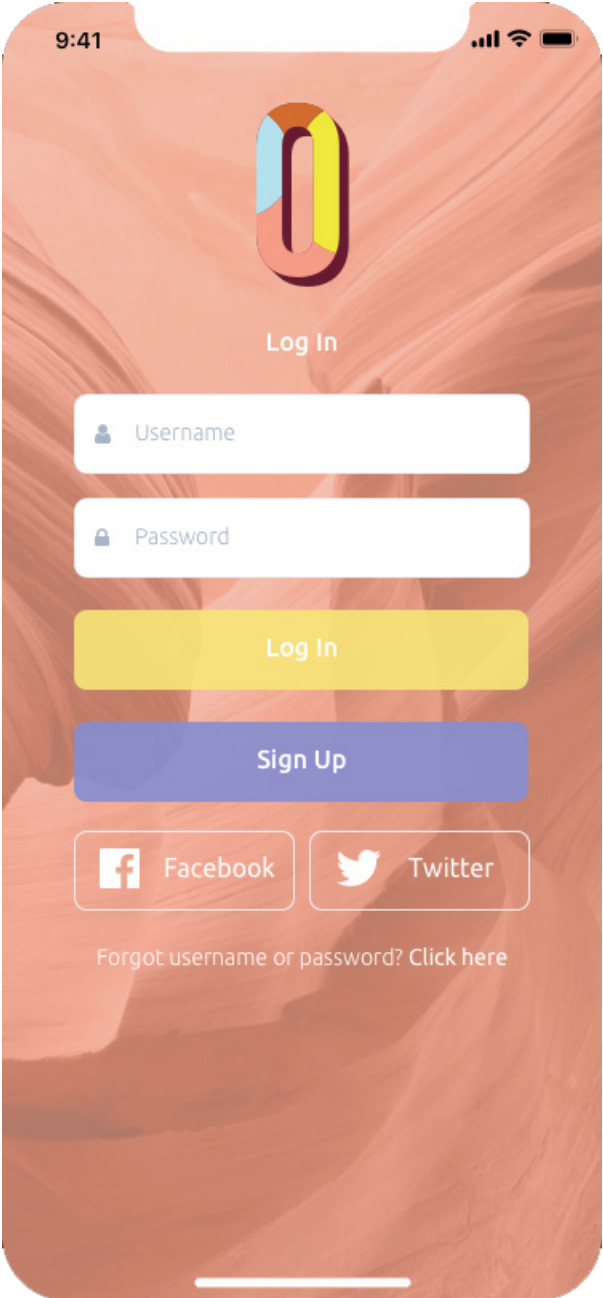 9:41
Log In
Username
Password
Log In
Sign Up
Facebook
Twitter
Forgot username or password? Click here